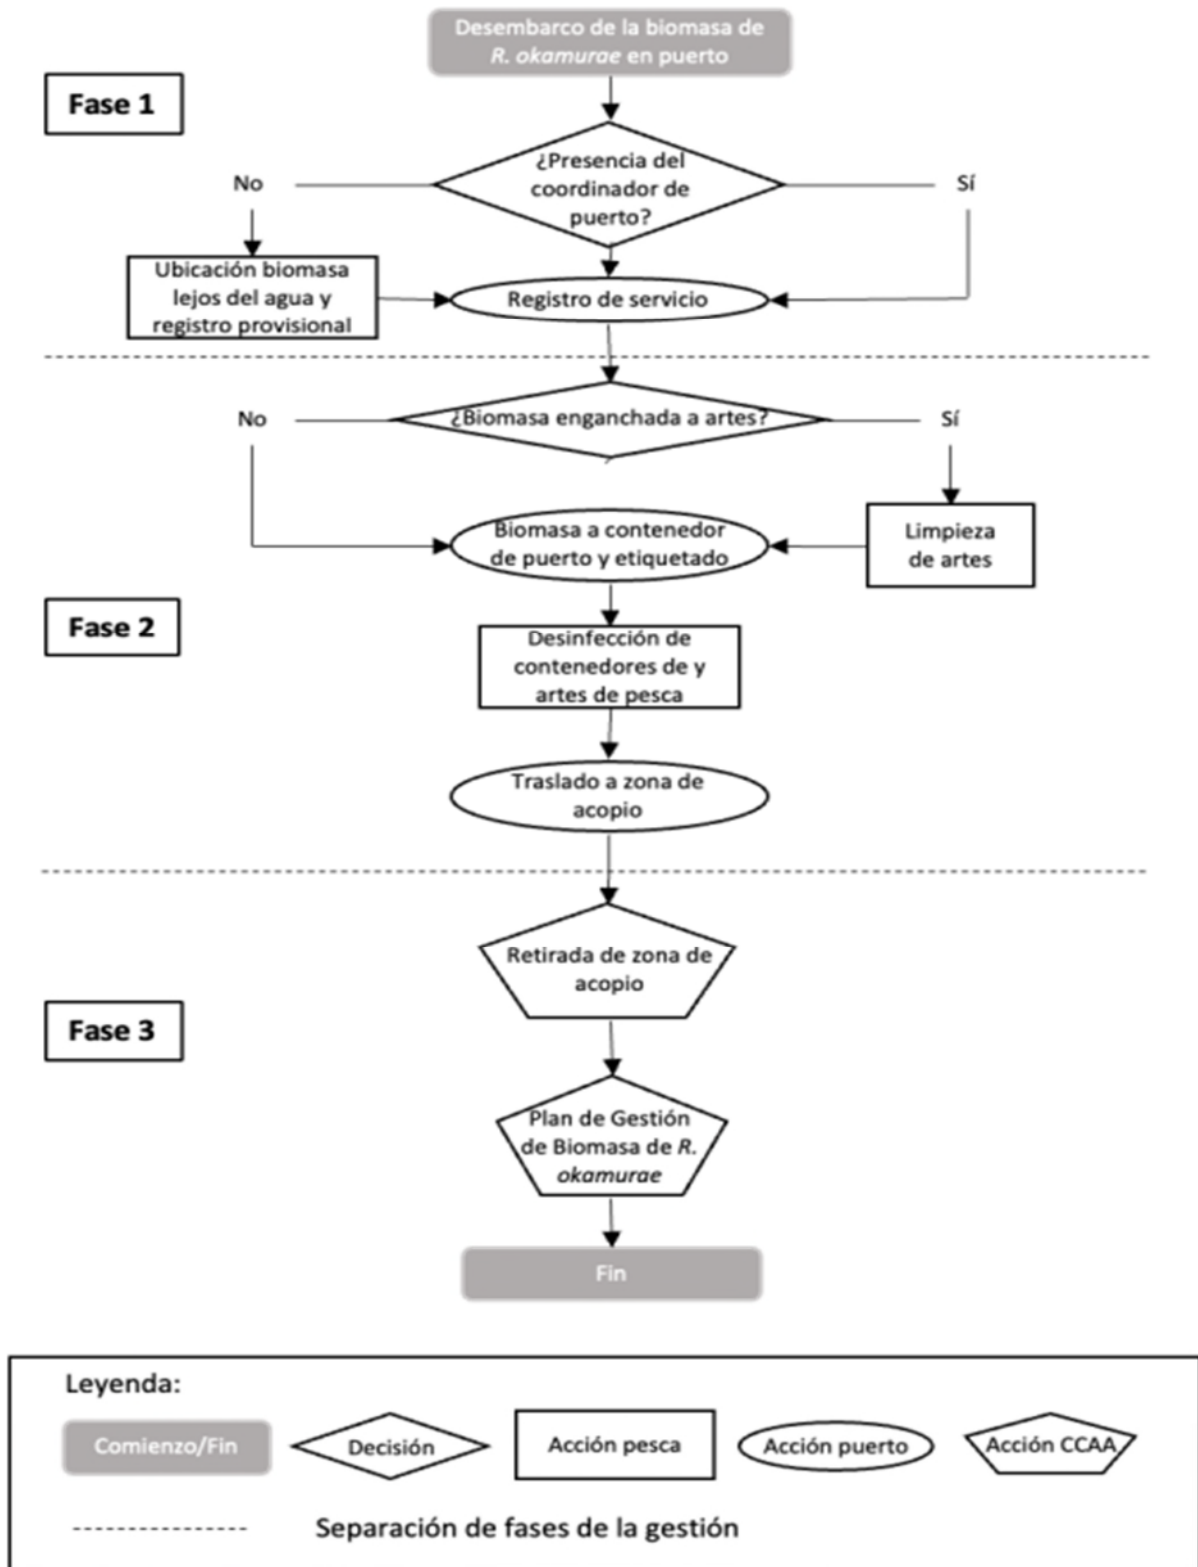 Desembarco de la biomasa de
R. okamurae en puerto
Fase 1
¿Presencia del
coordinador de
puerto?
No
Sí
Ubicación biomasa
lejos del agua y
registro provisional
Registro de servicio
¿Biomasa enganchada a artes?
No
Sí
Biomasa a contenedor
de puerto y etiquetado
Limpieza
de artes
Fase 2
Desinfección de
contenedores de y
artes de pesca
Traslado a zona de
acopio
Retirada de zona de
acopio
Fase 3
Plan de Gestión
de Biomasa de R.
okamurae
Fin
Leyenda:
Comienzo/Fin
Decisión
Acción pesca
Acción puerto
Acción CCAA
Separación de fases de la gestión